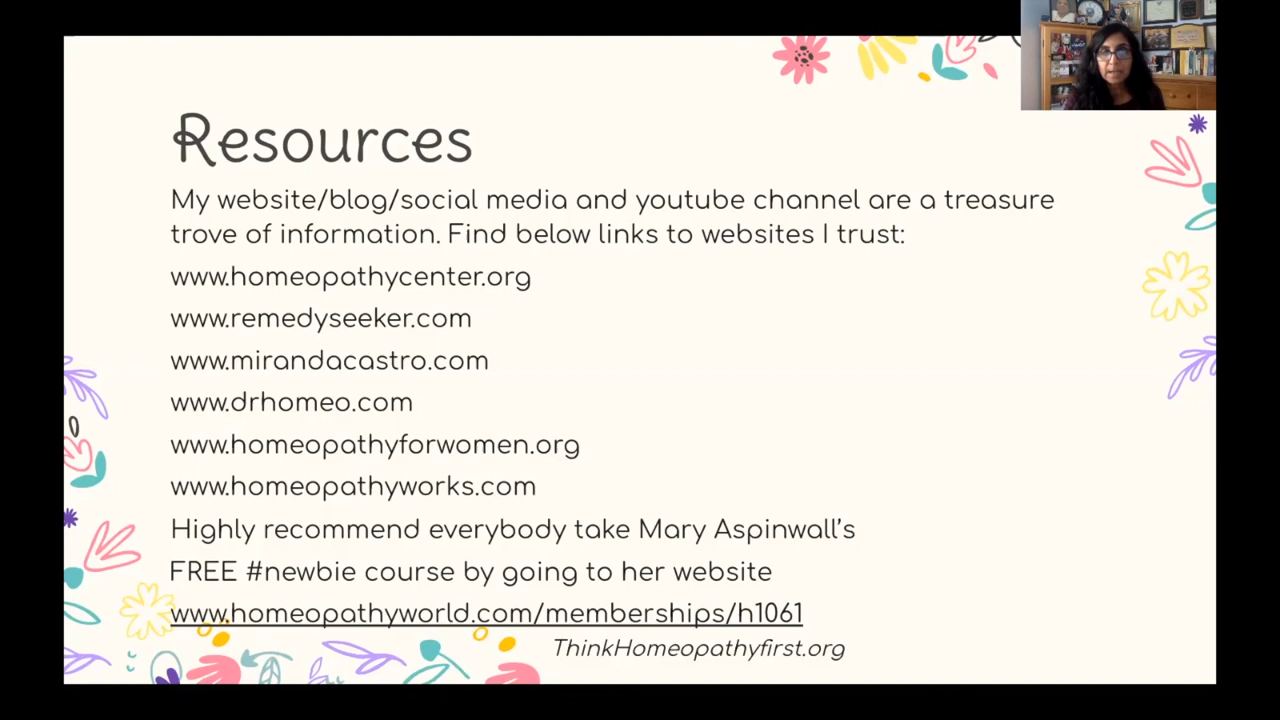 Resources
My website/blog/social media and youtube channel are a treasure
trove of information. Find below links to websites I trust:
www.homeopathycenter.org
www.remedyseeker.com
www.mirandacastro.com
www.drhomeo.com
www.homeopathyforwomen.org
www.homeopathyworks.com
Highly recommend everybody take Mary Aspinwall's
FREE #newbie course by going to her website
www.homeopathyworld.com/memberships/h1061
ThinkHomeopathyfirst.org